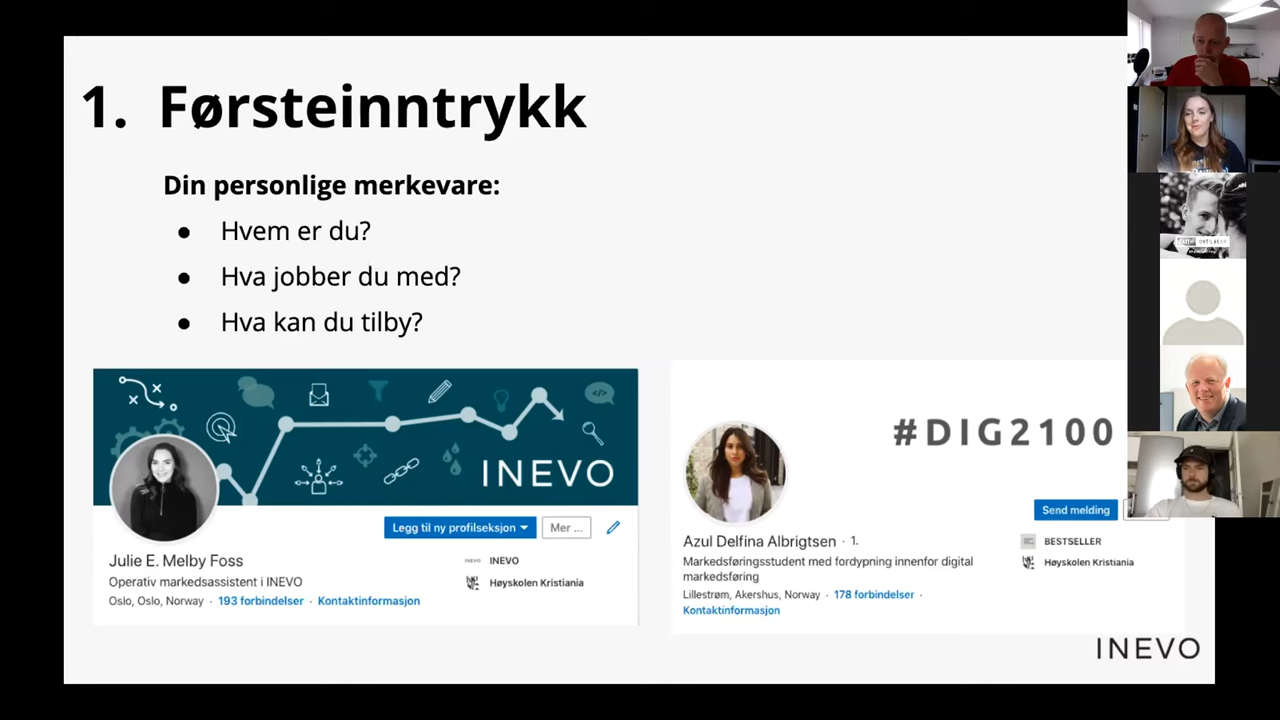 1. Førsteinntrykk
Din personlige merkevare:
● Hvem er du?
● Hva jobber du med?
● Hva kan du tilby?
INEVO
Legg til ny profilseksjon
Mer ...
Julie E. Melby Foss
Operativ markedsassistent i INEVO
Oslo, Oslo, Norway · 193 forbindelser · Kontaktinformasjon
INEVO
Høyskolen Kristiania
#DIG2100
Send melding
Azul Delfina Albrigtsen · 1.
Markedsføringsstudent med fordypning innenfor digital
markedsføring
Lillestrøm, Akershus, Norway · 178 forbindelser ·
Kontaktinformasjon
BESTSELLER
Høyskolen Kristiania
INEVO